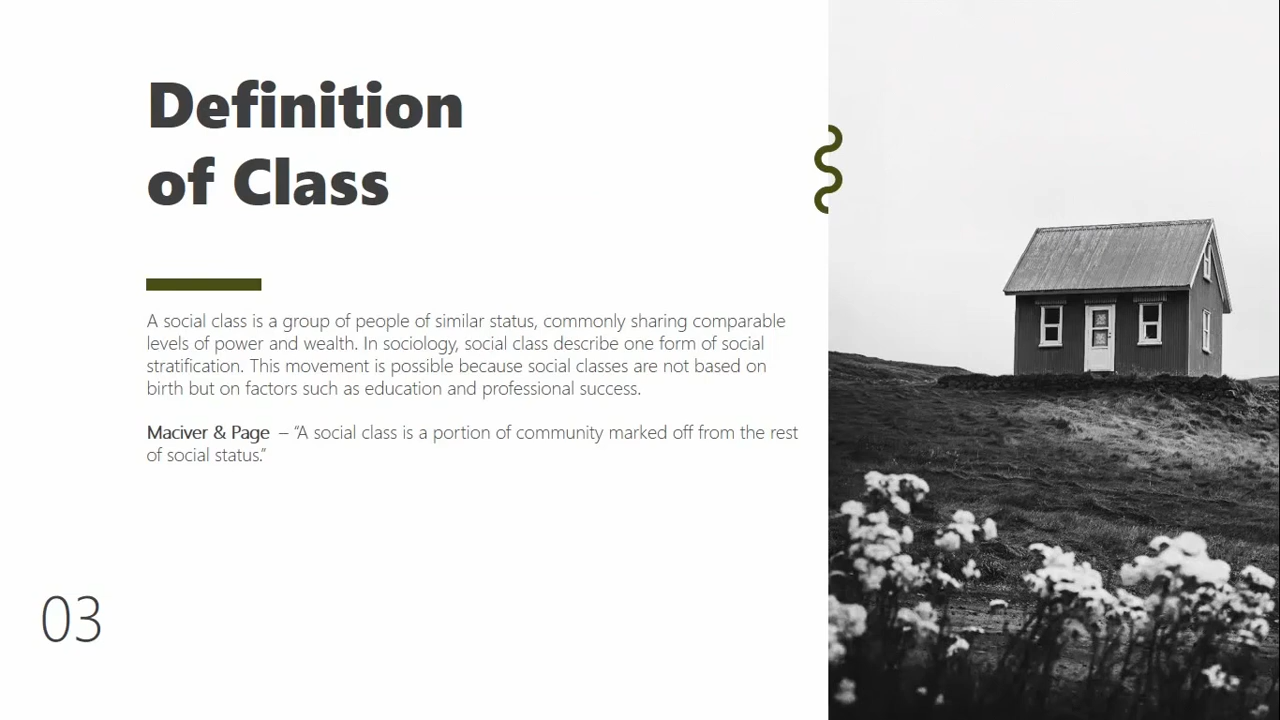 Definition
of Class
A social class is a group of people of similar status, commonly sharing comparable
levels of power and wealth. In sociology, social class describe one form of social
stratification. This movement is possible because social classes are not based on
birth but on factors such as education and professional success.
Maciver & Page – “A social class is a portion of community marked off from the rest
of social status.”
03